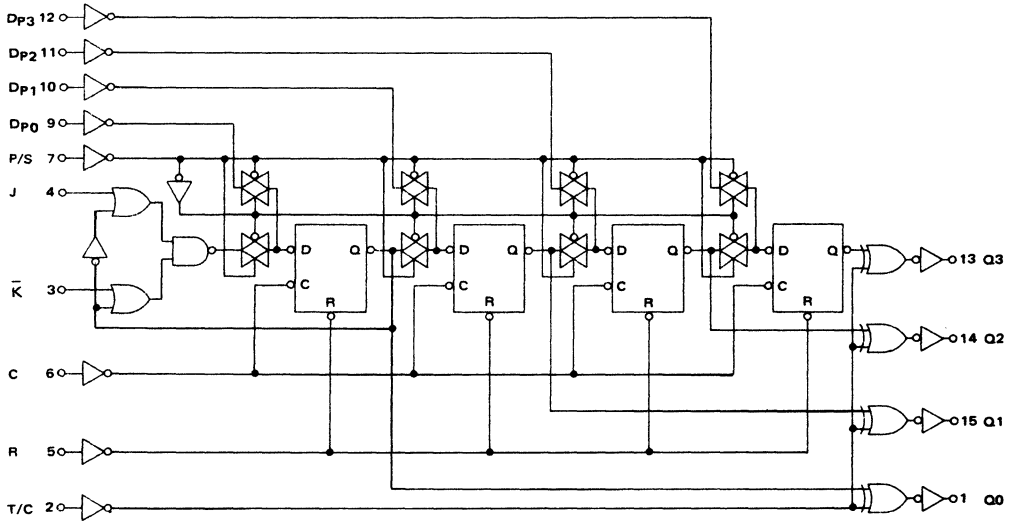 DP3 12
DP2 11
DP1 10
DP0 9
P/S 7
J 4
K̅ 3
C 6
R 5
T/C 2
D Q
C
R
D Q
C
R
D Q
C
R
D Q
C
R
13 Q3
14 Q2
15 Q1
1 Q0